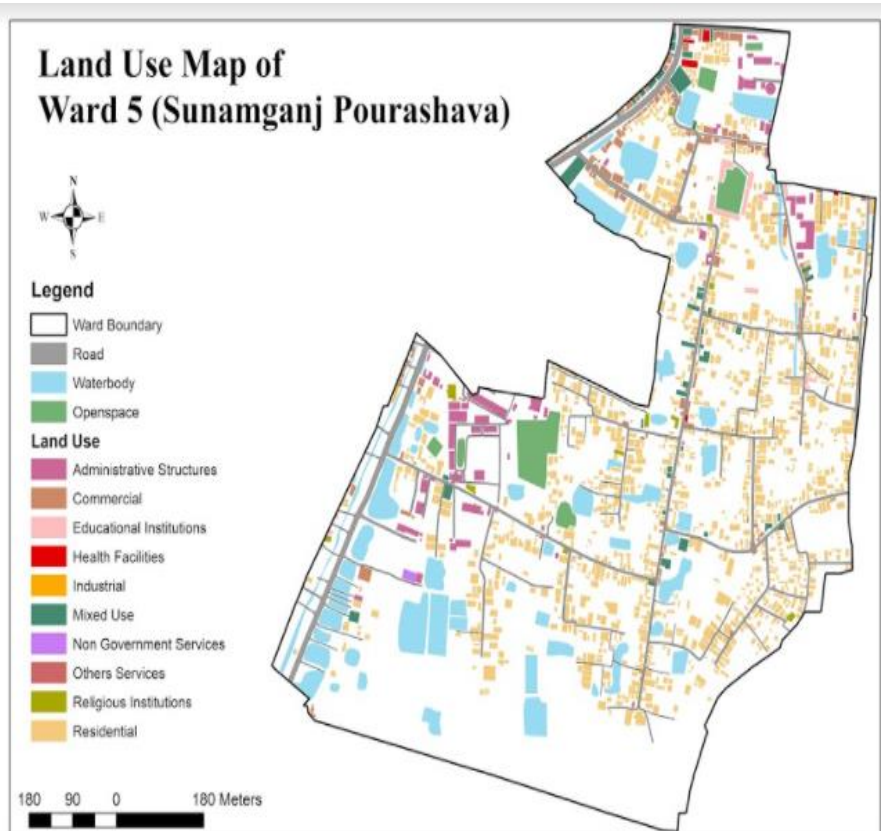 Land Use Map of
Ward 5 (Sunamganj Pourashava)
N
W E
S
Legend
Ward Boundary
Road
Waterbody
Openspace
Land Use
Administrative Structures
Commercial
Educational Institutions
Health Facilities
Industrial
Mixed Use
Non Government Services
Others Services
Religious Institutions
Residential
180 90 0 180 Meters